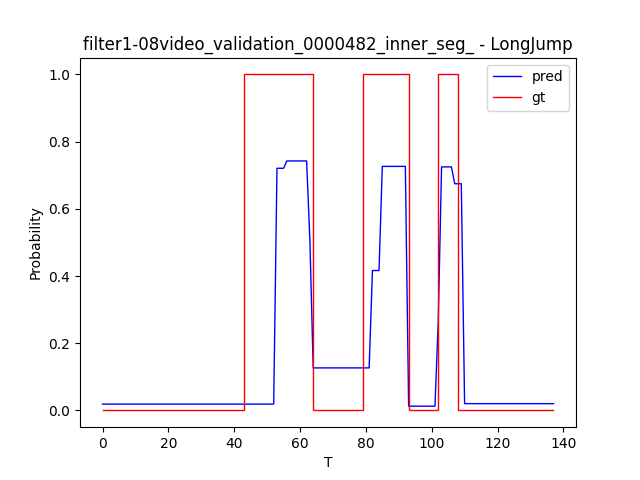 filter1-08video_validation_0000482_inner_seg_ - LongJump
pred
gt
Probability
1.0
0.8
0.6
0.4
0.2
0.0
0 20 40 60 80 100 120 140
T